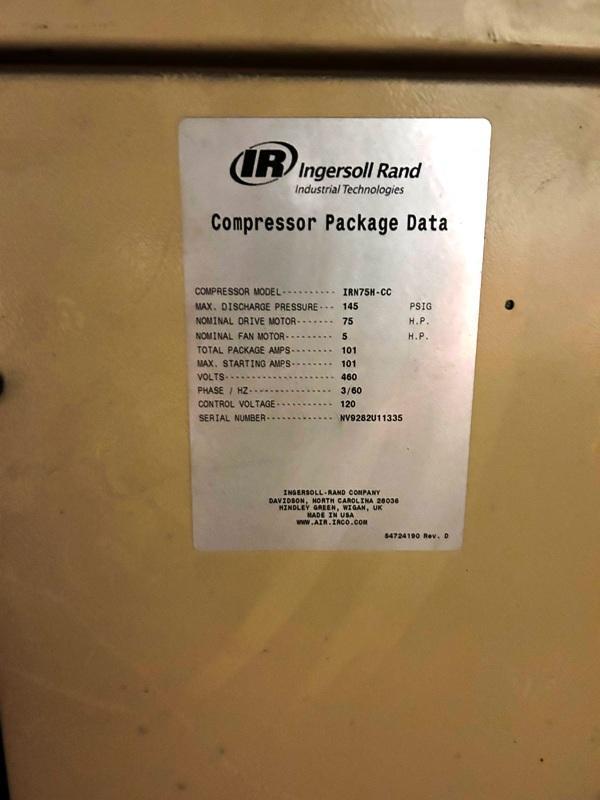 IR Ingersoll Rand
Industrial Technologies
Compressor Package Data
COMPRESSOR MODEL---------- IRN75H-CC
MAX. DISCHARGE PRESSURE--- 145 PSIG
NOMINAL DRIVE MOTOR------- 75 H.P.
NOMINAL FAN MOTOR--------- 5 H.P.
TOTAL PACKAGE AMPS-------- 101
MAX. STARTING AMPS-------- 101
VOLTS--------------------- 460
PHASE / HZ---------------- 3/60
CONTROL VOLTAGE----------- 120
SERIAL NUMBER------------- NV9282U11335
INGERSOLL-RAND COMPANY
DAVIDSON, NORTH CAROLINA 28036
HINDLEY GREEN, WIGAN, UK
MADE IN USA
WWW.AIR.IRCO.COM
54724190 Rev. D